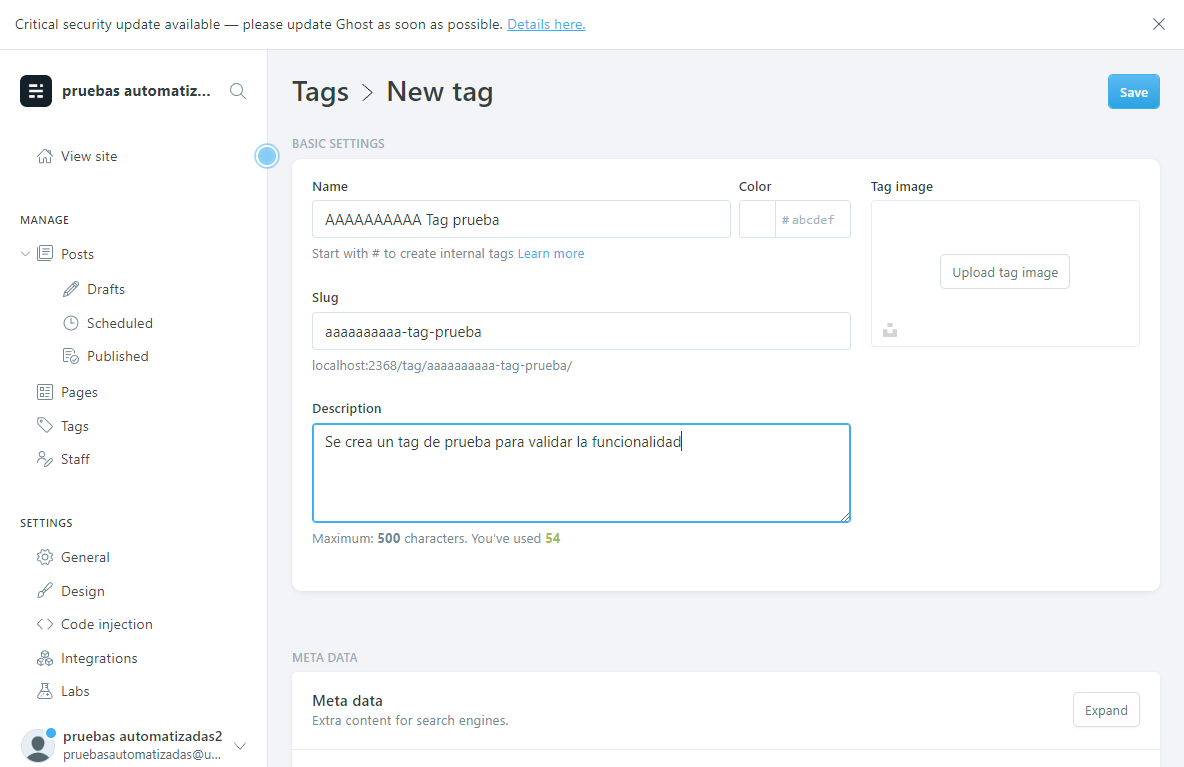 Critical security update available — please update Ghost as soon as possible. Details here.
pruebas automatiz...
View site
MANAGE
Posts
Drafts
Scheduled
Published
Pages
Tags
Staff
SETTINGS
General
Design
Code injection
Integrations
Labs
pruebas automatizadas2
pruebasautomatizadas@u...
Tags > New tag
Save
BASIC SETTINGS
Name
AAAAAAAAAA Tag prueba
Start with # to create internal tags Learn more
Color
# abcdef
Tag image
Upload tag image
Slug
aaaaaaaaaa-tag-prueba
localhost:2368/tag/aaaaaaaaaa-tag-prueba/
Description
Se crea un tag de prueba para validar la funcionalidad
Maximum: 500 characters. You've used 54
META DATA
Meta data
Extra content for search engines.
Expand